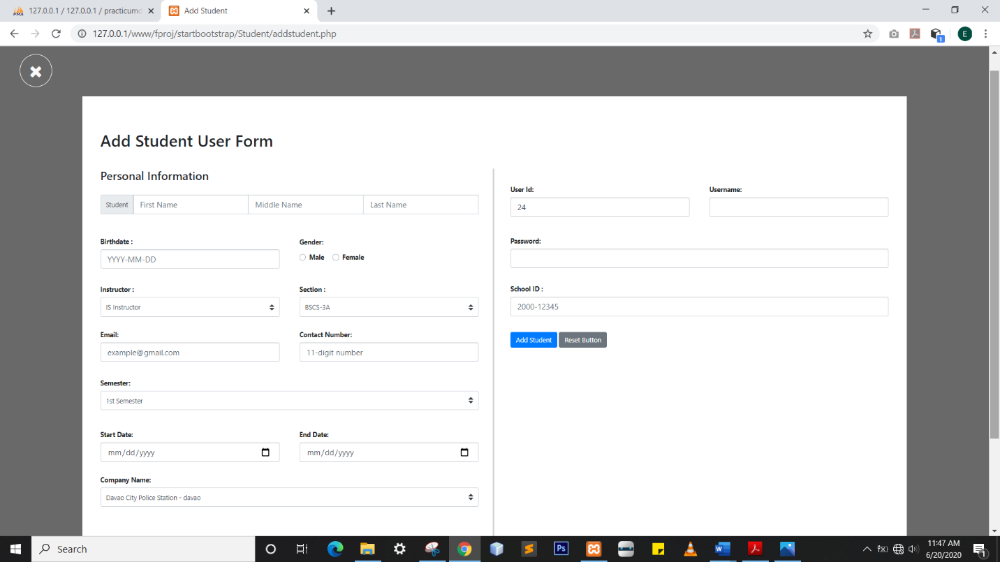 127.0.0.1 / 127.0.0.1 / practicumd
Add Student
127.0.0.1/www/fproj/startbootstrap/Student/addstudent.php
1
E
Add Student User Form
Personal Information
Student First Name Middle Name Last Name
Birthdate : Gender:
YYYY-MM-DD Male Female
Instructor : Section :
IS Instructor BSCS-3A
Email: Contact Number:
example@gmail.com 11-digit number
Semester:
1st Semester
Start Date: End Date:
mm/dd/yyyy mm/dd/yyyy
Company Name:
Davao City Police Station - davao
User Id: Username:
24
Password:
School ID :
2000-12345
Add Student Reset Button
Search
Ps
11:47 AM
6/20/2020
1